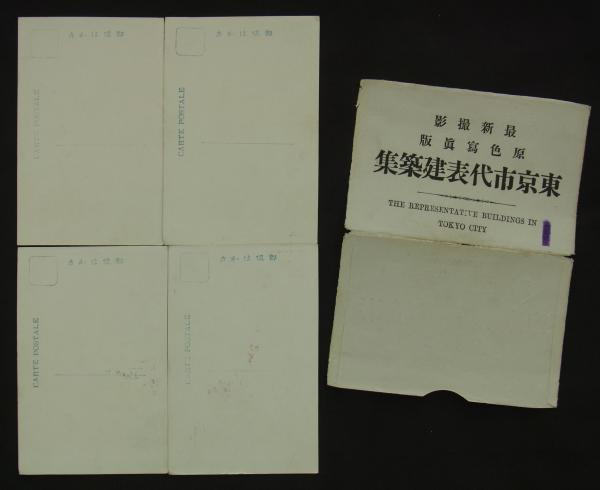 郵便はかき
CARTE POSTALE
郵便はかき
CARTE POSTALE
郵便はかき
CARTE POSTALE
郵便はかき
CARTE POSTALE
最新撮影
原色寫眞版
東京市代表建築集
THE REPRESENTATIVE BUILDINGS IN
TOKYO CITY